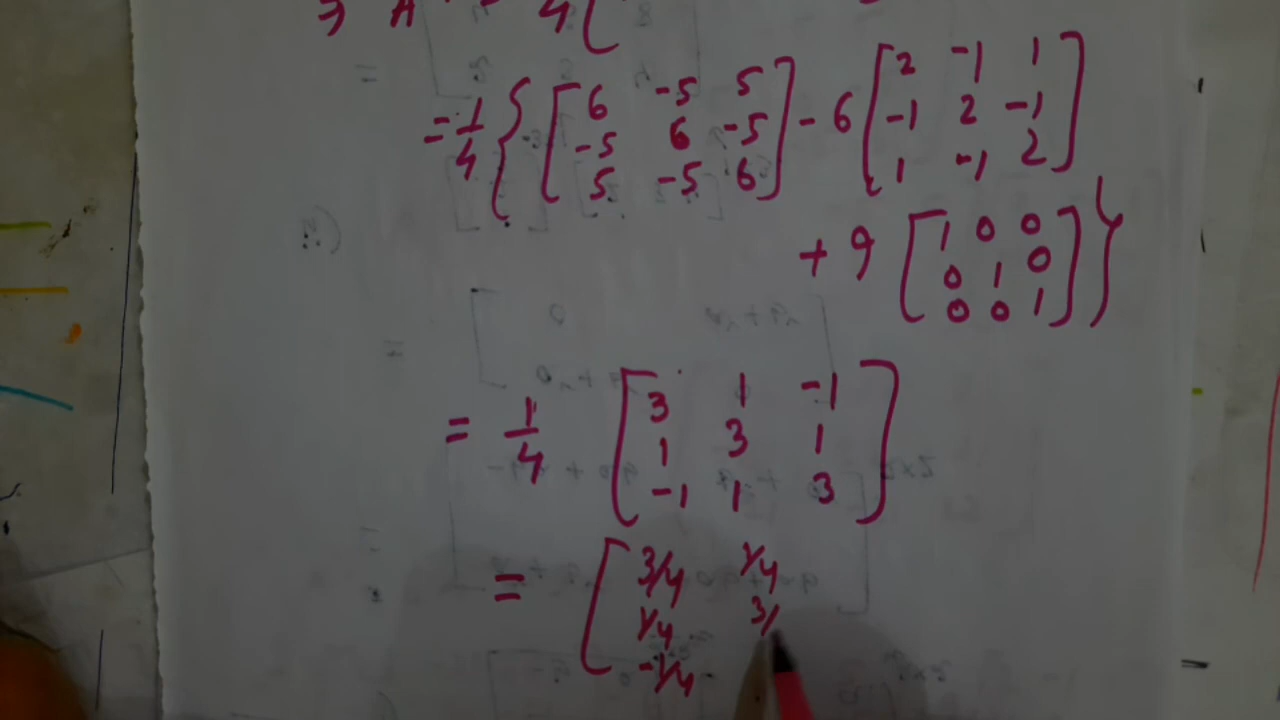 ⇒ A
4 [
= 1/4 { [ 6 -5 5
-5 6 -5
5 -5 6 ] - 6 [ 2 -1 1
-1 2 -1
1 -1 2 ]
+ 9 [ 1 0 0
0 1 0
0 0 1 ] }
= 1/4 [ 3 1 -1
1 3 1
-1 1 3 ]
= [ 3/4 1/4
1/4 3/
-1/4